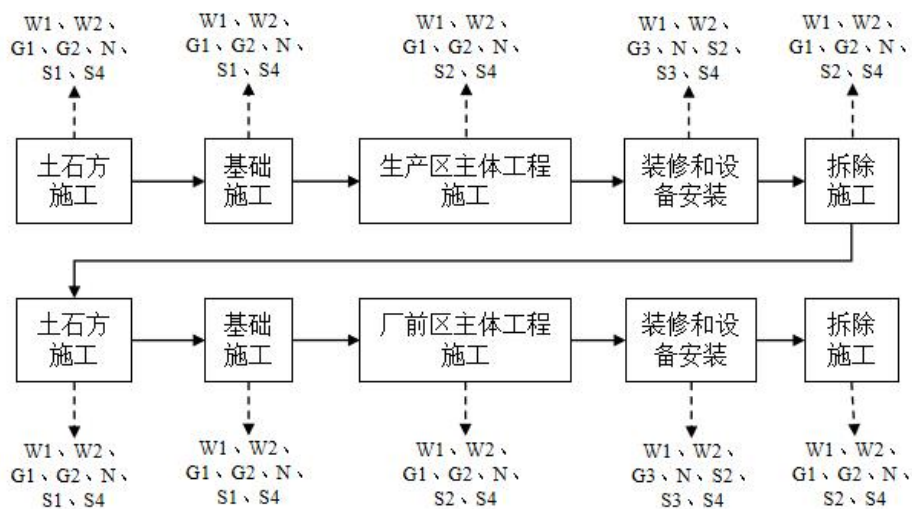 W1、W2、
G1、G2、N、
S1、S4
W1、W2、
G1、G2、N、
S1、S4
W1、W2、
G1、G2、N、
S2、S4
W1、W2、
G3、N、S2、
S3、S4
W1、W2、
G1、G2、N、
S2、S4
土石方
施工
基础
施工
生产区主体工程
施工
装修和设
备安装
拆除
施工
土石方
施工
基础
施工
厂前区主体工程
施工
装修和设
备安装
拆除
施工
W1、W2、
G1、G2、N、
S1、S4
W1、W2、
G1、G2、N、
S1、S4
W1、W2、
G1、G2、N、
S2、S4
W1、W2、
G3、N、S2、
S3、S4
W1、W2、
G1、G2、N、
S2、S4